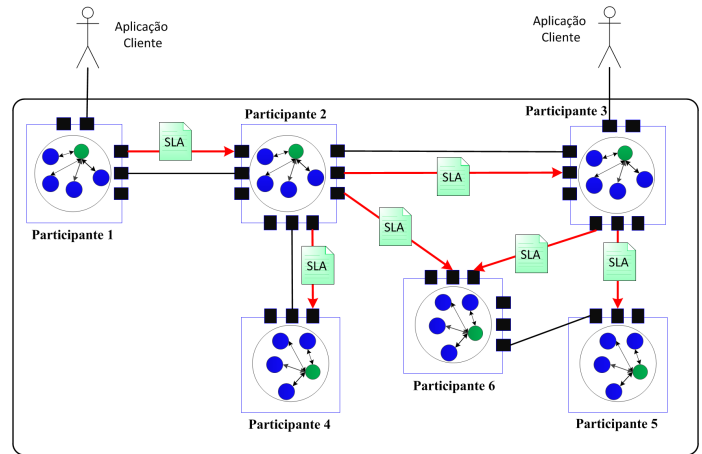 Aplicação
Cliente
Aplicação
Cliente
Participante 2
Participante 3
SLA
SLA
SLA
Participante 1
SLA
SLA
SLA
Participante 6
Participante 4
Participante 5